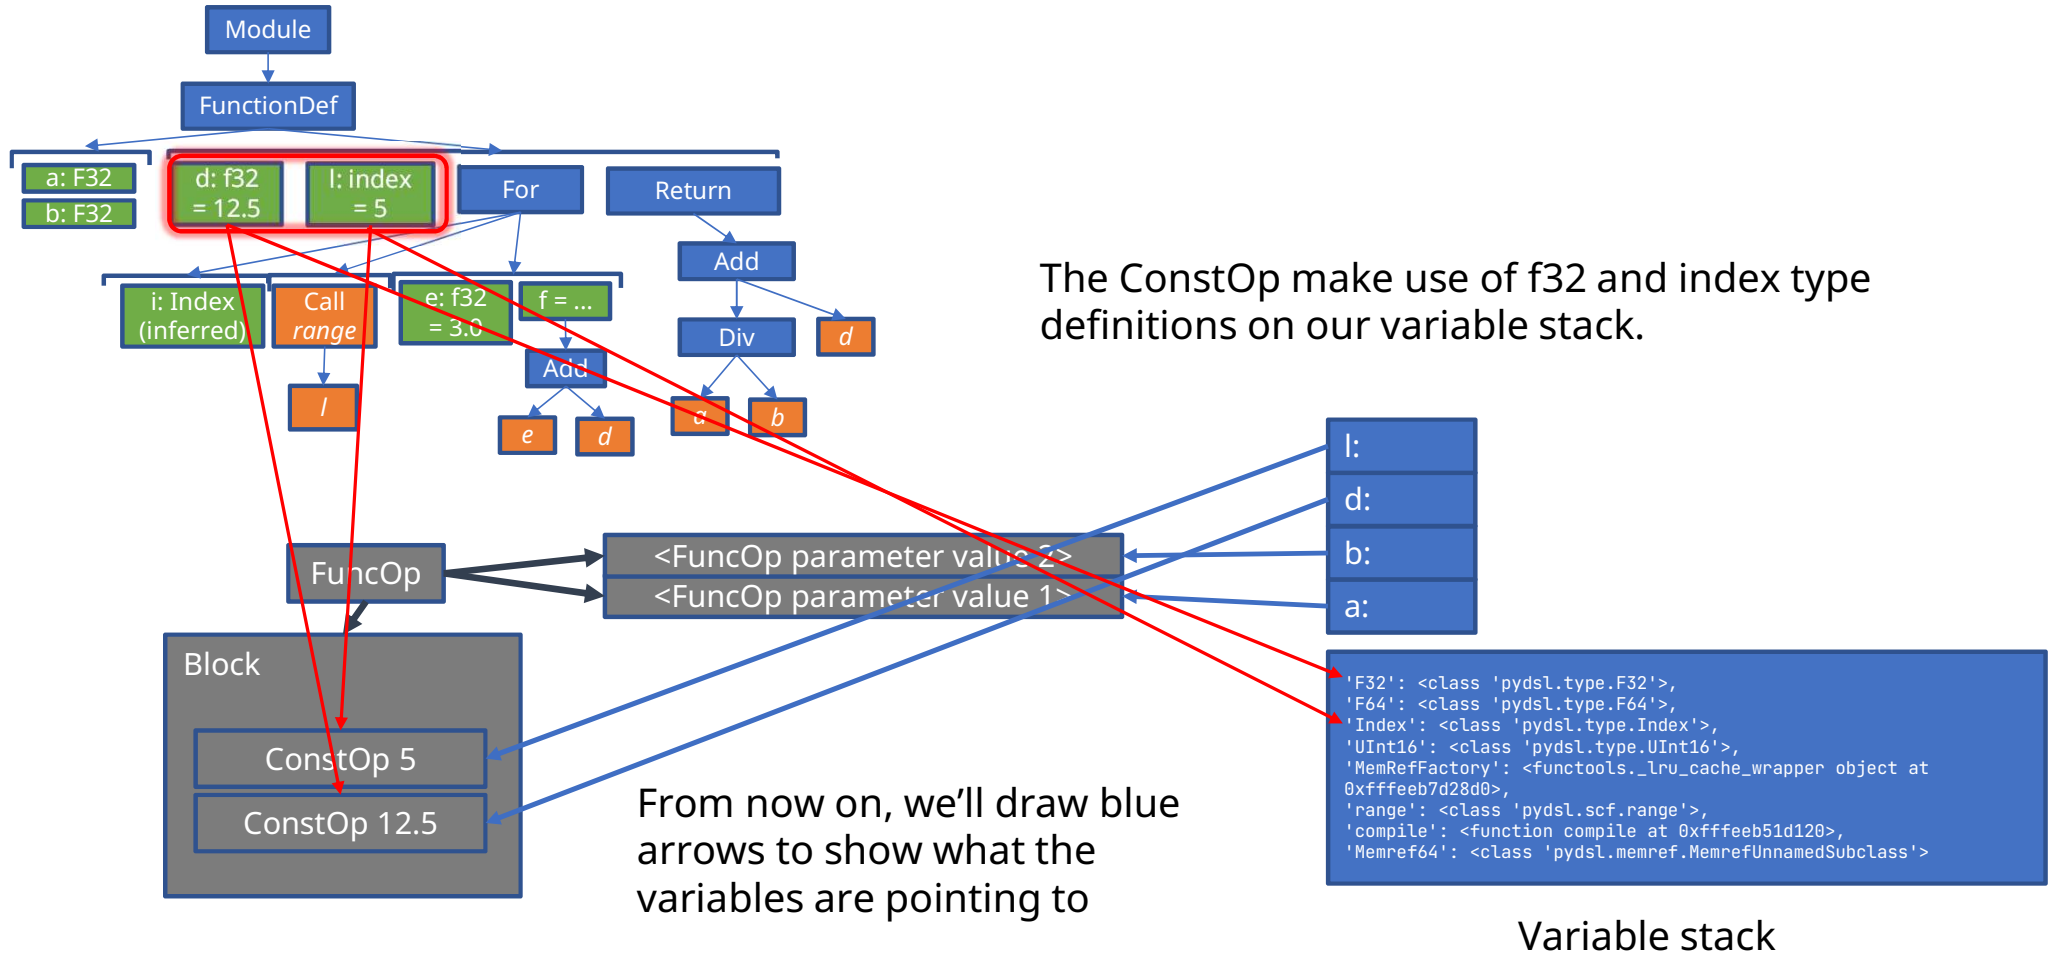 Module
FunctionDef
a: F32
b: F32
d: f32
= 12.5
l: index
= 5
For
Return
i: Index
(inferred)
Call
range
e: f32
= 3.0
f = ...
Add
Div
d
l
Add
e
d
a
b
The ConstOp make use of f32 and index type
definitions on our variable stack.
l:
d:
b:
a:
FuncOp
<FuncOp parameter value 2>
<FuncOp parameter value 1>
Block
ConstOp 5
ConstOp 12.5
From now on, we’ll draw blue
arrows to show what the
variables are pointing to
'F32': <class 'pydsl.type.F32'>,
'F64': <class 'pydsl.type.F64'>,
'Index': <class 'pydsl.type.Index'>,
'UInt16': <class 'pydsl.type.UInt16'>,
'MemRefFactory': <functools._lru_cache_wrapper object at
0xfffeeb7d28d0>,
'range': <class 'pydsl.scf.range'>,
'compile': <function compile at 0xfffeeb51d120>,
'Memref64': <class 'pydsl.memref.MemrefUnnamedSubclass'>
Variable stack